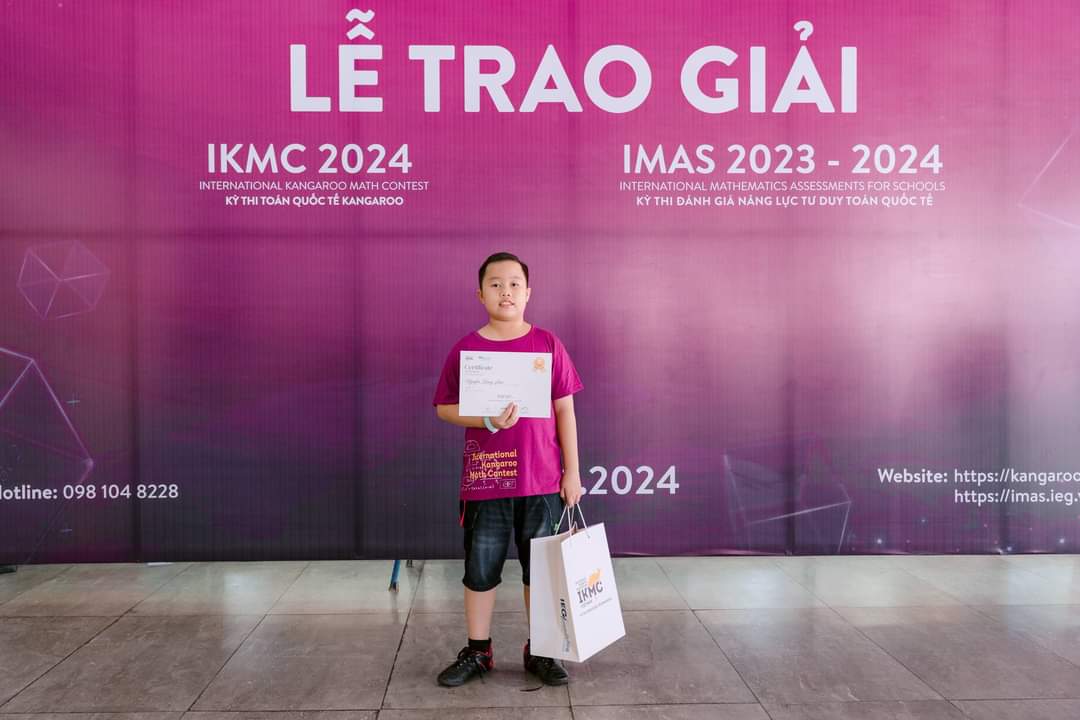 LỄ TRAO GIẢI
IKMC 2024
INTERNATIONAL KANGAROO MATH CONTEST
KỲ THI TOÁN QUỐC TẾ KANGAROO
IMAS 2023 - 2024
INTERNATIONAL MATHEMATICS ASSESSMENTS FOR SCHOOLS
KỲ THI ĐÁNH GIÁ NĂNG LỰC TƯ DUY TOÁN QUỐC TẾ
Certificate
International
Kangaroo
Math Contest
.2024
Hotline: 098 104 8228
Website: https://kangaroo
https://imas.ieg.v
IKMC
IEG